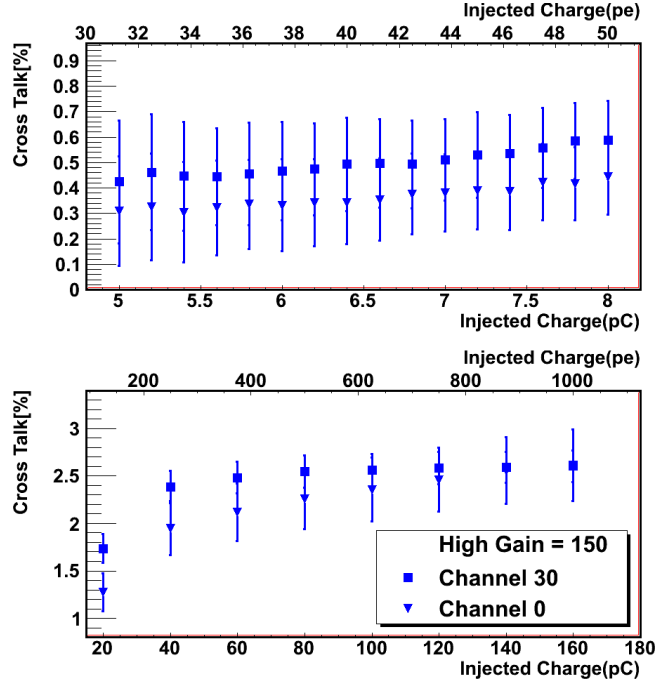 Injected Charge(pe)
30 32 34 36 38 40 42 44 46 48 50
Cross Talk[%]
0.9
0.8
0.7
0.6
0.5
0.4
0.3
0.2
0.1
0
5 5.5 6 6.5 7 7.5 8
Injected Charge(pC)
Injected Charge(pe)
200 400 600 800 1000
Cross Talk[%]
3
2.5
2
1.5
1
High Gain = 150
Channel 30
Channel 0
20 40 60 80 100 120 140 160 180
Injected Charge(pC)